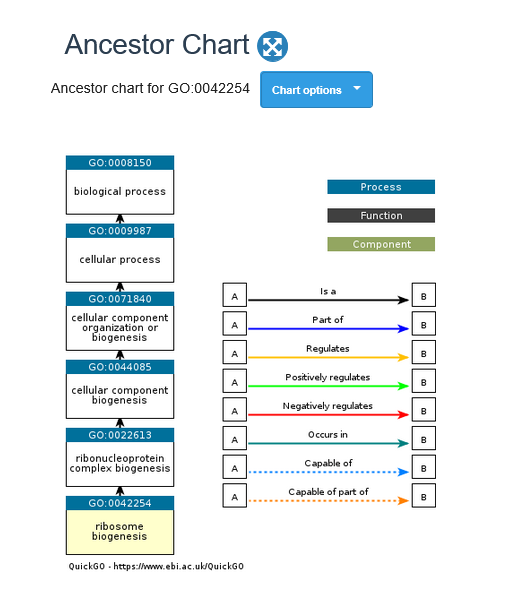 Ancestor Chart
Ancestor chart for GO:0042254
Chart options
GO:0008150
biological process
GO:0009987
cellular process
GO:0071840
cellular component
organization or
biogenesis
GO:0044085
cellular component
biogenesis
GO:0022613
ribonucleoprotein
complex biogenesis
GO:0042254
ribosome
biogenesis
Process
Function
Component
A Is a B
A Part of B
A Regulates B
A Positively regulates B
A Negatively regulates B
A Occurs in B
A Capable of B
A Capable of part of B
QuickGO - https://www.ebi.ac.uk/QuickGO